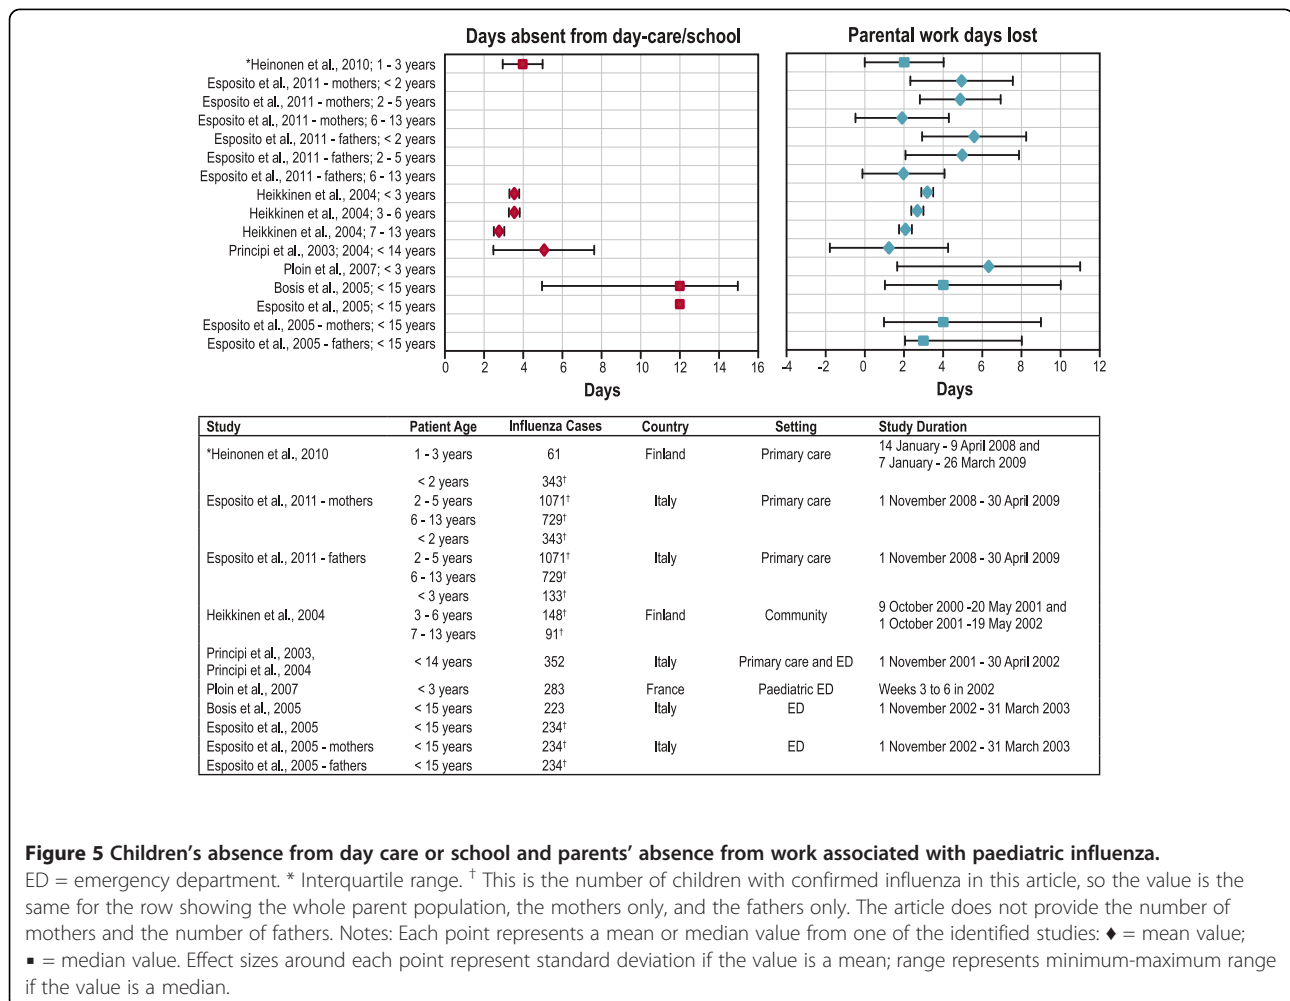 Days absent from day-care/school
Parental work days lost
*Heinonen et al., 2010; 1 - 3 years
Esposito et al., 2011 - mothers; < 2 years
Esposito et al., 2011 - mothers; 2 - 5 years
Esposito et al., 2011 - mothers; 6 - 13 years
Esposito et al., 2011 - fathers; < 2 years
Esposito et al., 2011 - fathers; 2 - 5 years
Esposito et al., 2011 - fathers; 6 - 13 years
Heikkinen et al., 2004; < 3 years
Heikkinen et al., 2004; 3 - 6 years
Heikkinen et al., 2004; 7 - 13 years
Principi et al., 2003; 2004; < 14 years
Ploin et al., 2007; < 3 years
Bosis et al., 2005; < 15 years
Esposito et al., 2005; < 15 years
Esposito et al., 2005 - mothers; < 15 years
Esposito et al., 2005 - fathers; < 15 years
0 2 4 6 8 10 12 14 16
Days
-4 -2 0 2 4 6 8 10 12
Days
Study Patient Age Influenza Cases Country Setting Study Duration
*Heinonen et al., 2010 1 - 3 years 61 Finland Primary care 14 January - 9 April 2008 and
7 January - 26 March 2009
< 2 years 343†
Esposito et al., 2011 - mothers 2 - 5 years 1071† Italy Primary care 1 November 2008 - 30 April 2009
6 - 13 years 729†
< 2 years 343†
Esposito et al., 2011 - fathers 2 - 5 years 1071† Italy Primary care 1 November 2008 - 30 April 2009
6 - 13 years 729†
< 3 years 133†
Heikkinen et al., 2004 3 - 6 years 148† Finland Community 9 October 2000 -20 May 2001 and
1 October 2001 -19 May 2002
7 - 13 years 91†
Principi et al., 2003,
Principi et al., 2004 < 14 years 352 Italy Primary care and ED 1 November 2001 - 30 April 2002
Ploin et al., 2007 < 3 years 283 France Paediatric ED Weeks 3 to 6 in 2002
Bosis et al., 2005 < 15 years 223 Italy ED 1 November 2002 - 31 March 2003
Esposito et al., 2005 < 15 years 234†
Esposito et al., 2005 - mothers < 15 years 234† Italy ED 1 November 2002 - 31 March 2003
Esposito et al., 2005 - fathers < 15 years 234†
Figure 5 Children's absence from day care or school and parents' absence from work associated with paediatric influenza.
ED = emergency department. * Interquartile range. † This is the number of children with confirmed influenza in this article, so the value is the
same for the row showing the whole parent population, the mothers only, and the fathers only. The article does not provide the number of
mothers and the number of fathers. Notes: Each point represents a mean or median value from one of the identified studies: ♦ = mean value;
▪ = median value. Effect sizes around each point represent standard deviation if the value is a mean; range represents minimum-maximum range
if the value is a median.